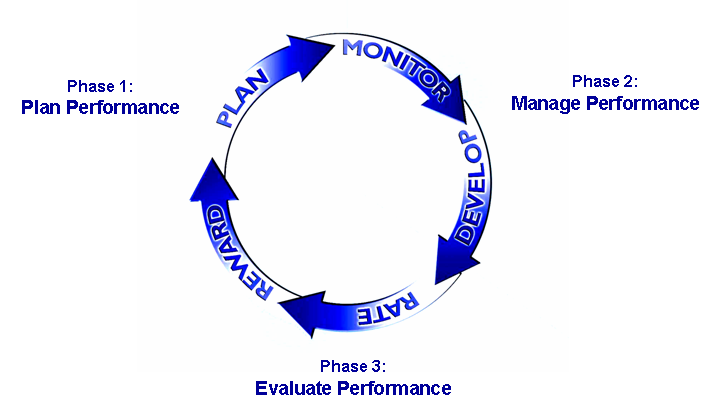 Phase 1:
Plan Performance
PLAN
MONITOR
Phase 2:
Manage Performance
DEVELOP
RATE
REWARD
Phase 3:
Evaluate Performance